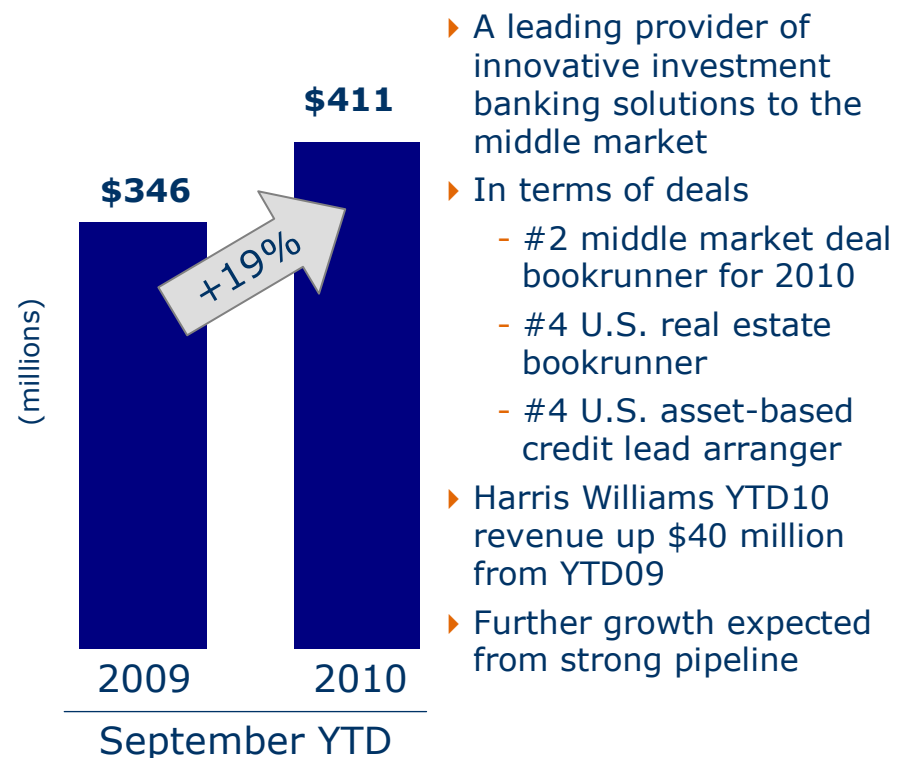 $411
$346
+19%
(millions)
2009
2010
September YTD
A leading provider of
innovative investment
banking solutions to the
middle market
In terms of deals
- #2 middle market deal
bookrunner for 2010
- #4 U.S. real estate
bookrunner
- #4 U.S. asset-based
credit lead arranger
Harris Williams YTD10
revenue up $40 million
from YTD09
Further growth expected
from strong pipeline